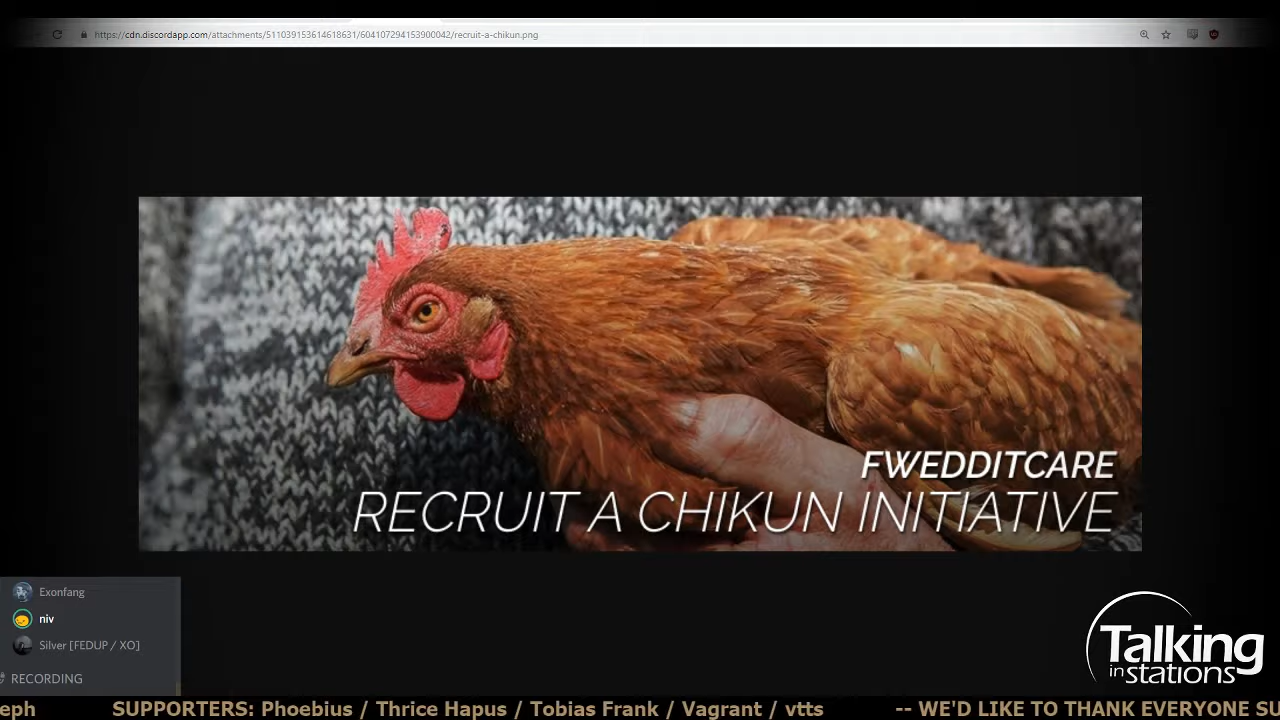 https://cdn.discordapp.com/attachments/511039153614618631/604107294153900042/recruit-a-chikun.png
FWEDDITCARE
RECRUIT A CHIKUN INITIATIVE
Exonfang
niv
Silver [FEDUP / XO]
RECORDING
Talking
in stations
eph SUPPORTERS: Phoebius / Thrice Hapus / Tobias Frank / Vagrant / vtts -- WE'D LIKE TO THANK EVERYONE SU